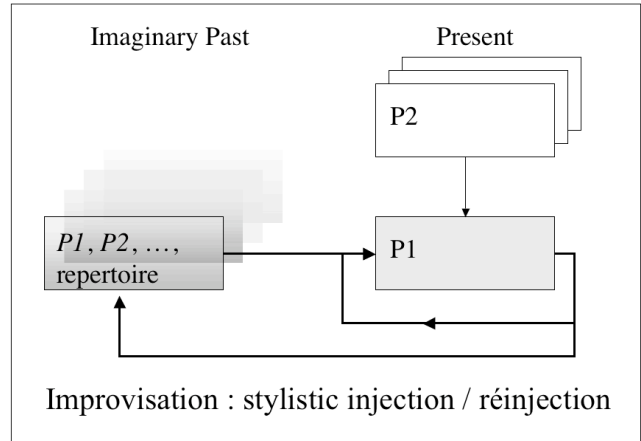 Imaginary Past
Present
P2
P1, P2, …,
repertoire
P1
Improvisation : stylistic injection / réinjection